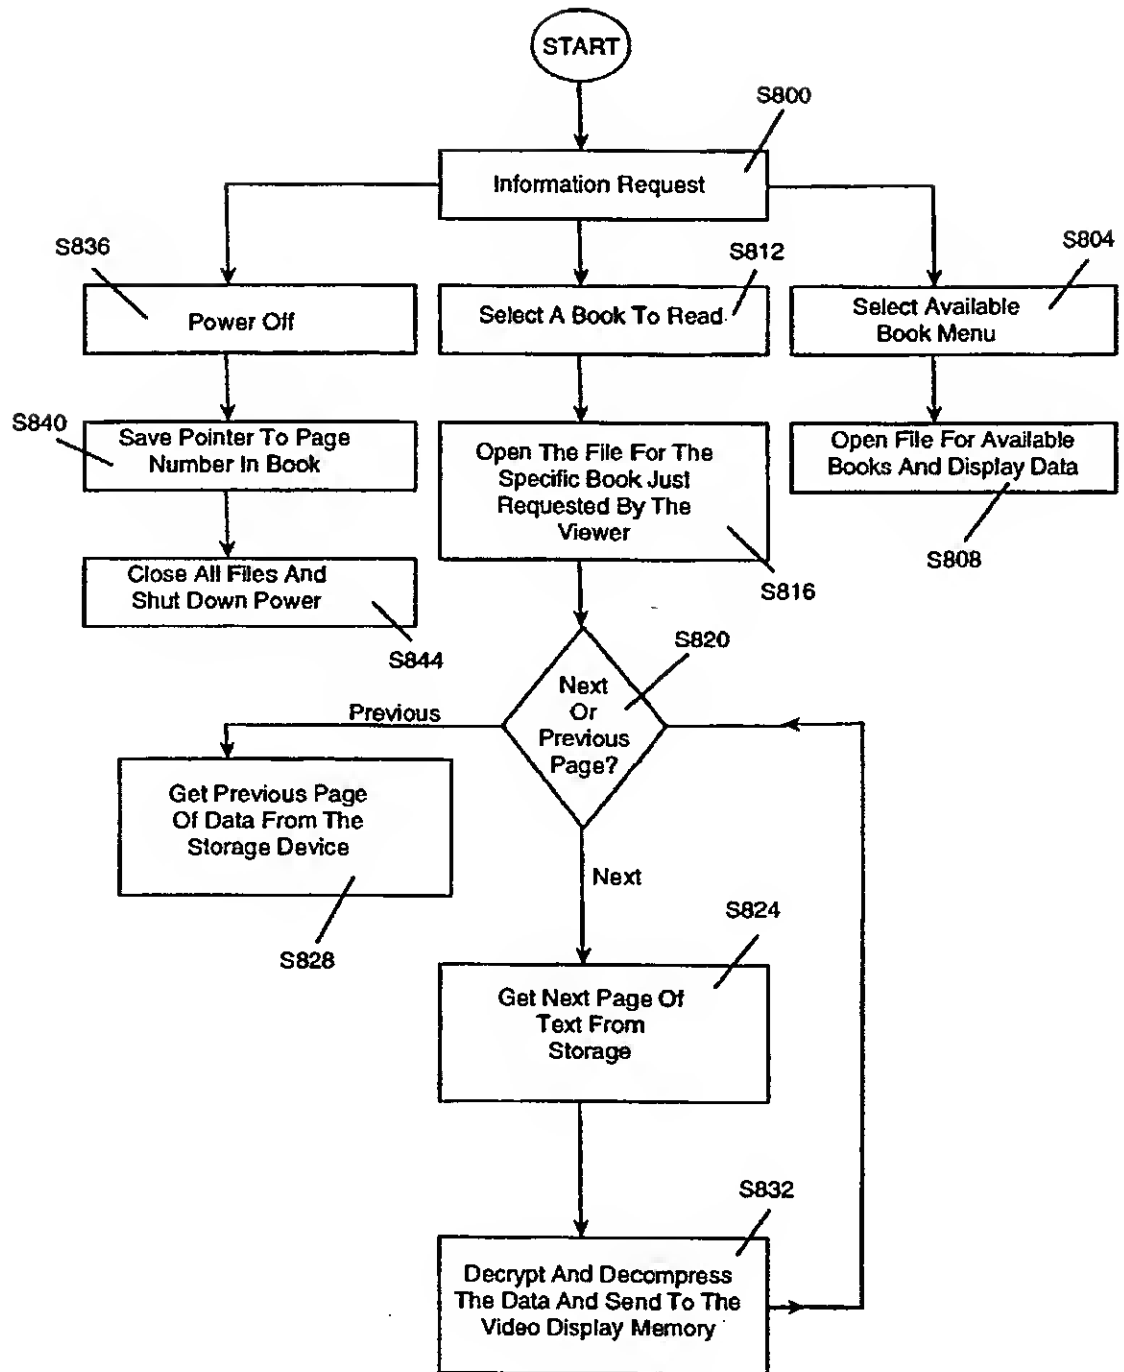 START
S800
Information Request
S836
S812
S804
Power Off
Select A Book To Read
Select Available
Book Menu
S840
Save Pointer To Page
Number In Book
Open The File For The
Specific Book Just
Requested By The
Viewer
Open File For Available
Books And Display Data
S808
Close All Files And
Shut Down Power
S816
S844
S820
Next
Or
Previous
Page?
Previous
Get Previous Page
Of Data From The
Storage Device
Next
S828
S824
Get Next Page Of
Text From
Storage
S832
Decrypt And Decompress
The Data And Send To The
Video Display Memory